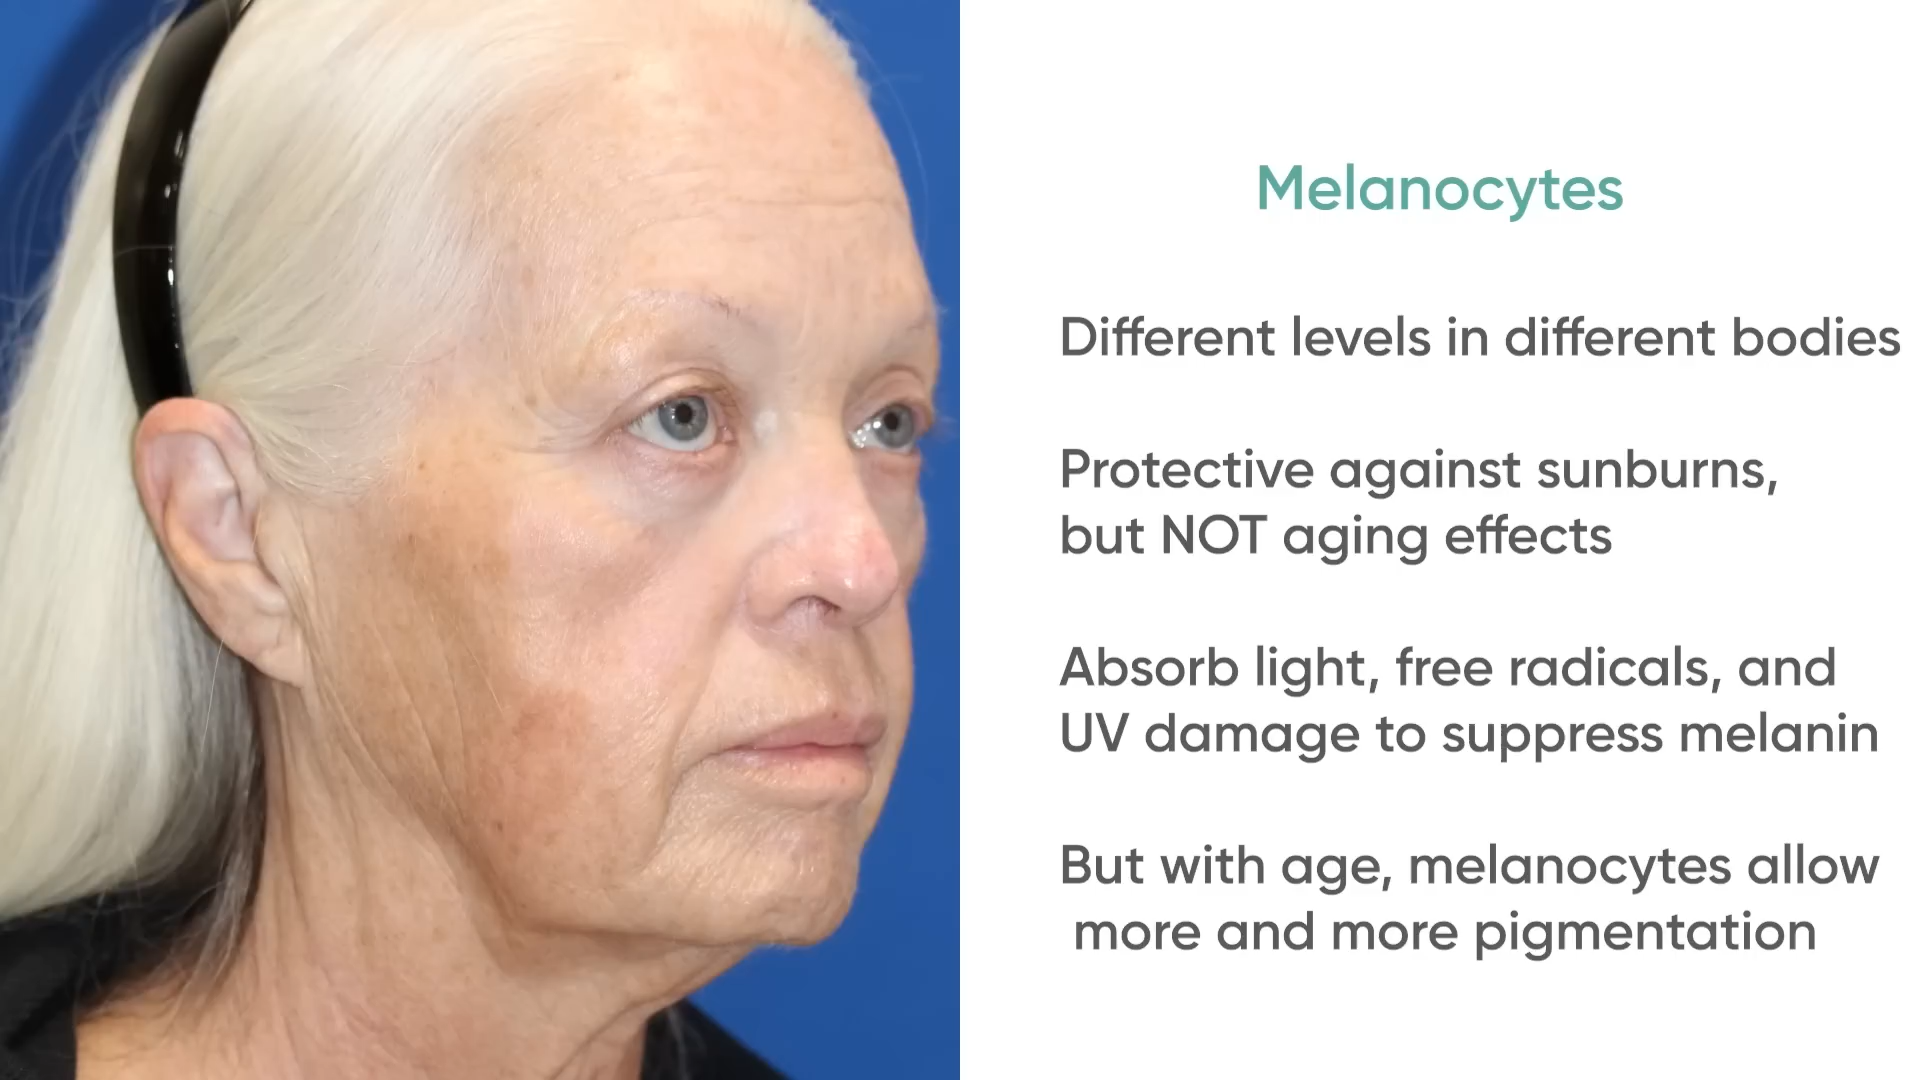 Melanocytes
Different levels in different bodies
Protective against sunburns,
but NOT aging effects
Absorb light, free radicals, and
UV damage to suppress melanin
But with age, melanocytes allow
more and more pigmentation